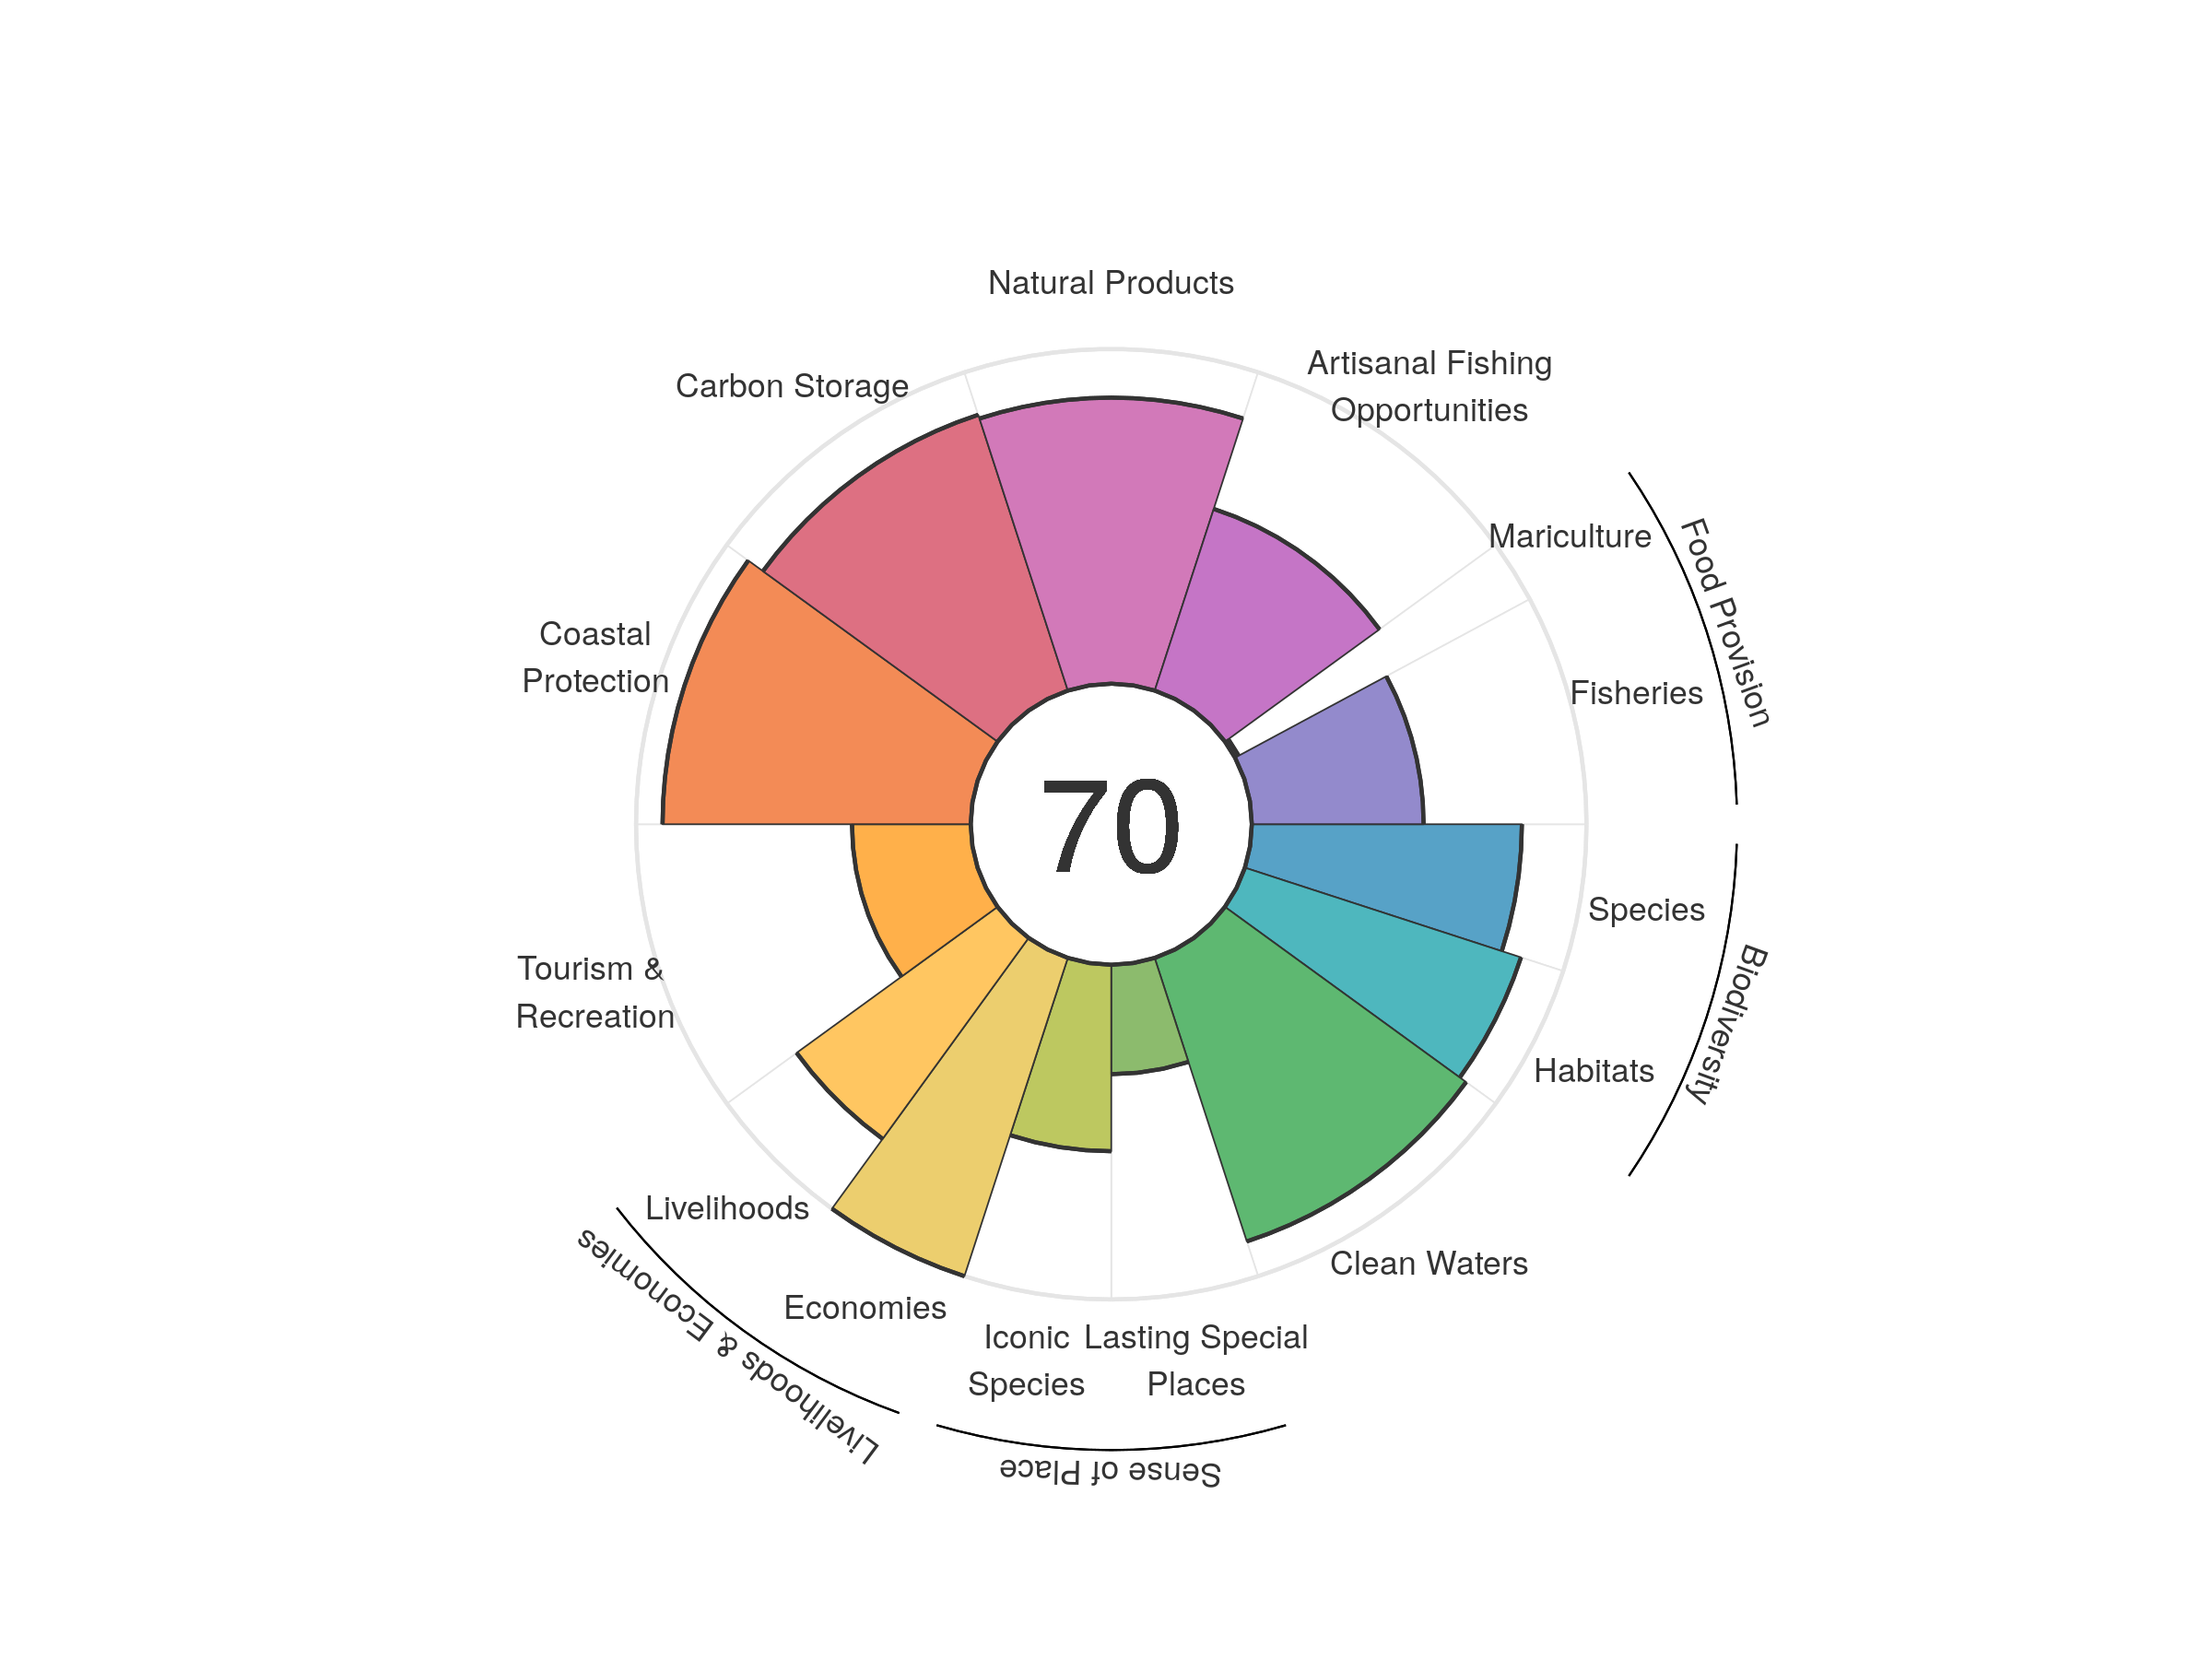 Natural Products
Artisanal Fishing
Opportunities
Carbon Storage
Mariculture
Food Provision
Coastal
Protection
Fisheries
70
Species
Biodiversity
Tourism &
Recreation
Habitats
Livelihoods
Clean Waters
Economies
Livelihoods & Economies
Iconic
Species
Lasting Special
Places
Sense of Place